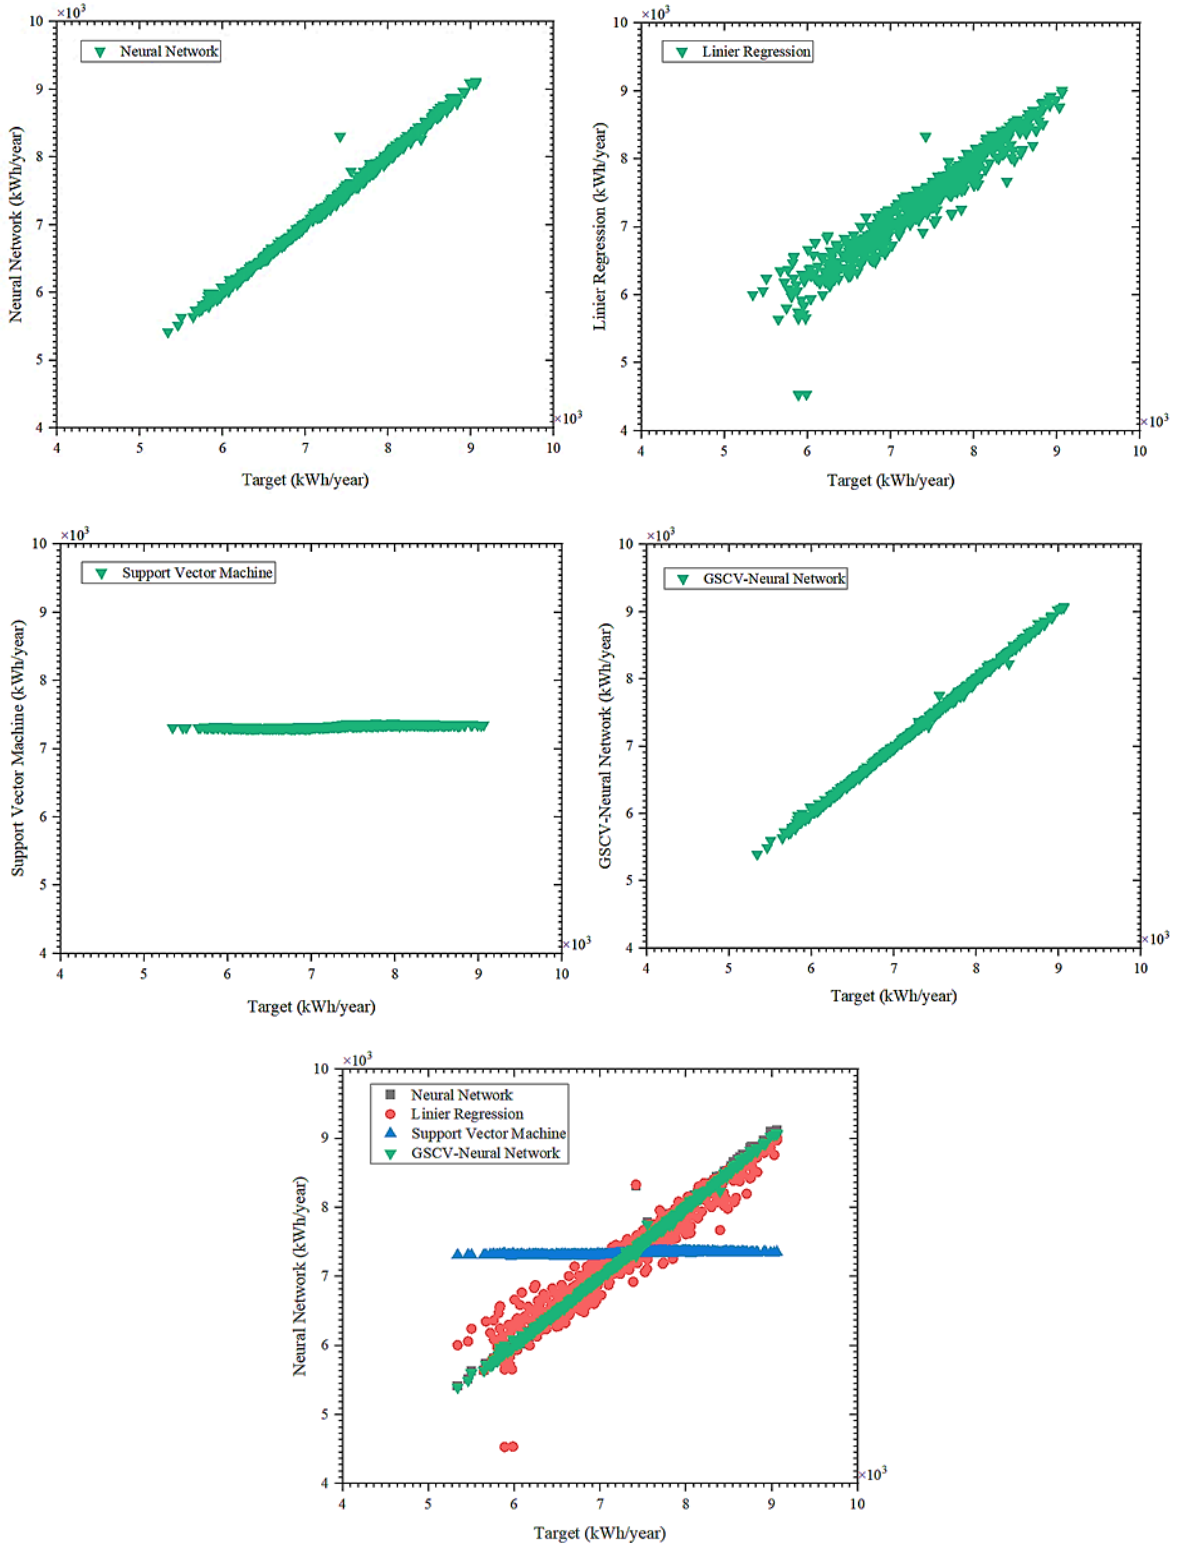 ×10³
10
9
8
7
6
5
4
Neural Network
Neural Network (kWh/year)
×10³
4 5 6 7 8 9 10
Target (kWh/year)
×10³
10
9
8
7
6
5
4
Linier Regression
Linier Regression (kWh/year)
×10³
4 5 6 7 8 9 10
Target (kWh/year)
×10³
10
9
8
7
6
5
4
Support Vector Machine
Support Vector Machine (kWh/year)
×10³
4 5 6 7 8 9 10
Target (kWh/year)
×10³
10
9
8
7
6
5
4
GSCV-Neural Network
GSCV-Neural Network (kWh/year)
×10³
4 5 6 7 8 9 10
Target (kWh/year)
×10³
10
9
8
7
6
5
4
Neural Network
Linier Regression
Support Vector Machine
GSCV-Neural Network
Neural Network (kWh/year)
×10³
4 5 6 7 8 9 10
Target (kWh/year)